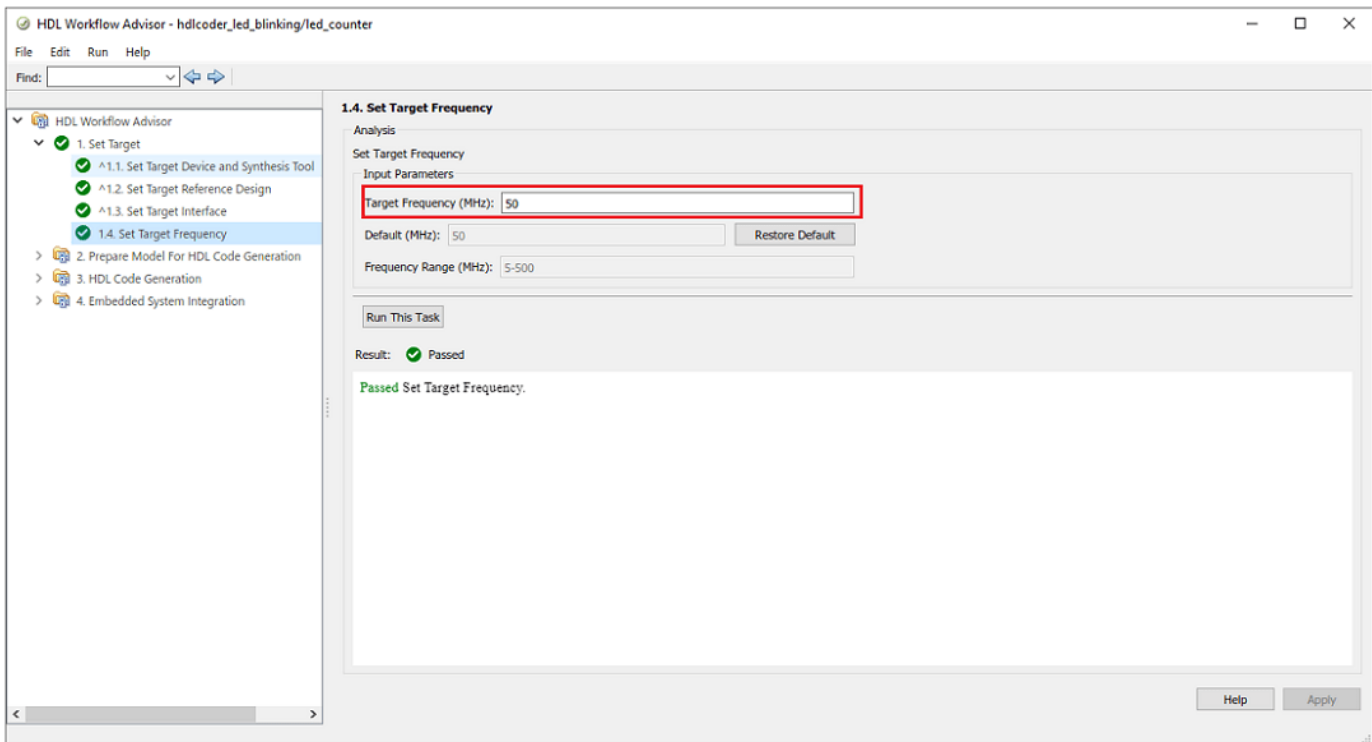 HDL Workflow Advisor - hdlcoder_led_blinking/led_counter
File Edit Run Help
Find:
HDL Workflow Advisor
1. Set Target
^1.1. Set Target Device and Synthesis Tool
^1.2. Set Target Reference Design
^1.3. Set Target Interface
1.4. Set Target Frequency
2. Prepare Model For HDL Code Generation
3. HDL Code Generation
4. Embedded System Integration
1.4. Set Target Frequency
Analysis
Set Target Frequency
Input Parameters
Target Frequency (MHz): 50
Default (MHz): 50 Restore Default
Frequency Range (MHz): 5-500
Run This Task
Result: Passed
Passed Set Target Frequency.
Help Apply